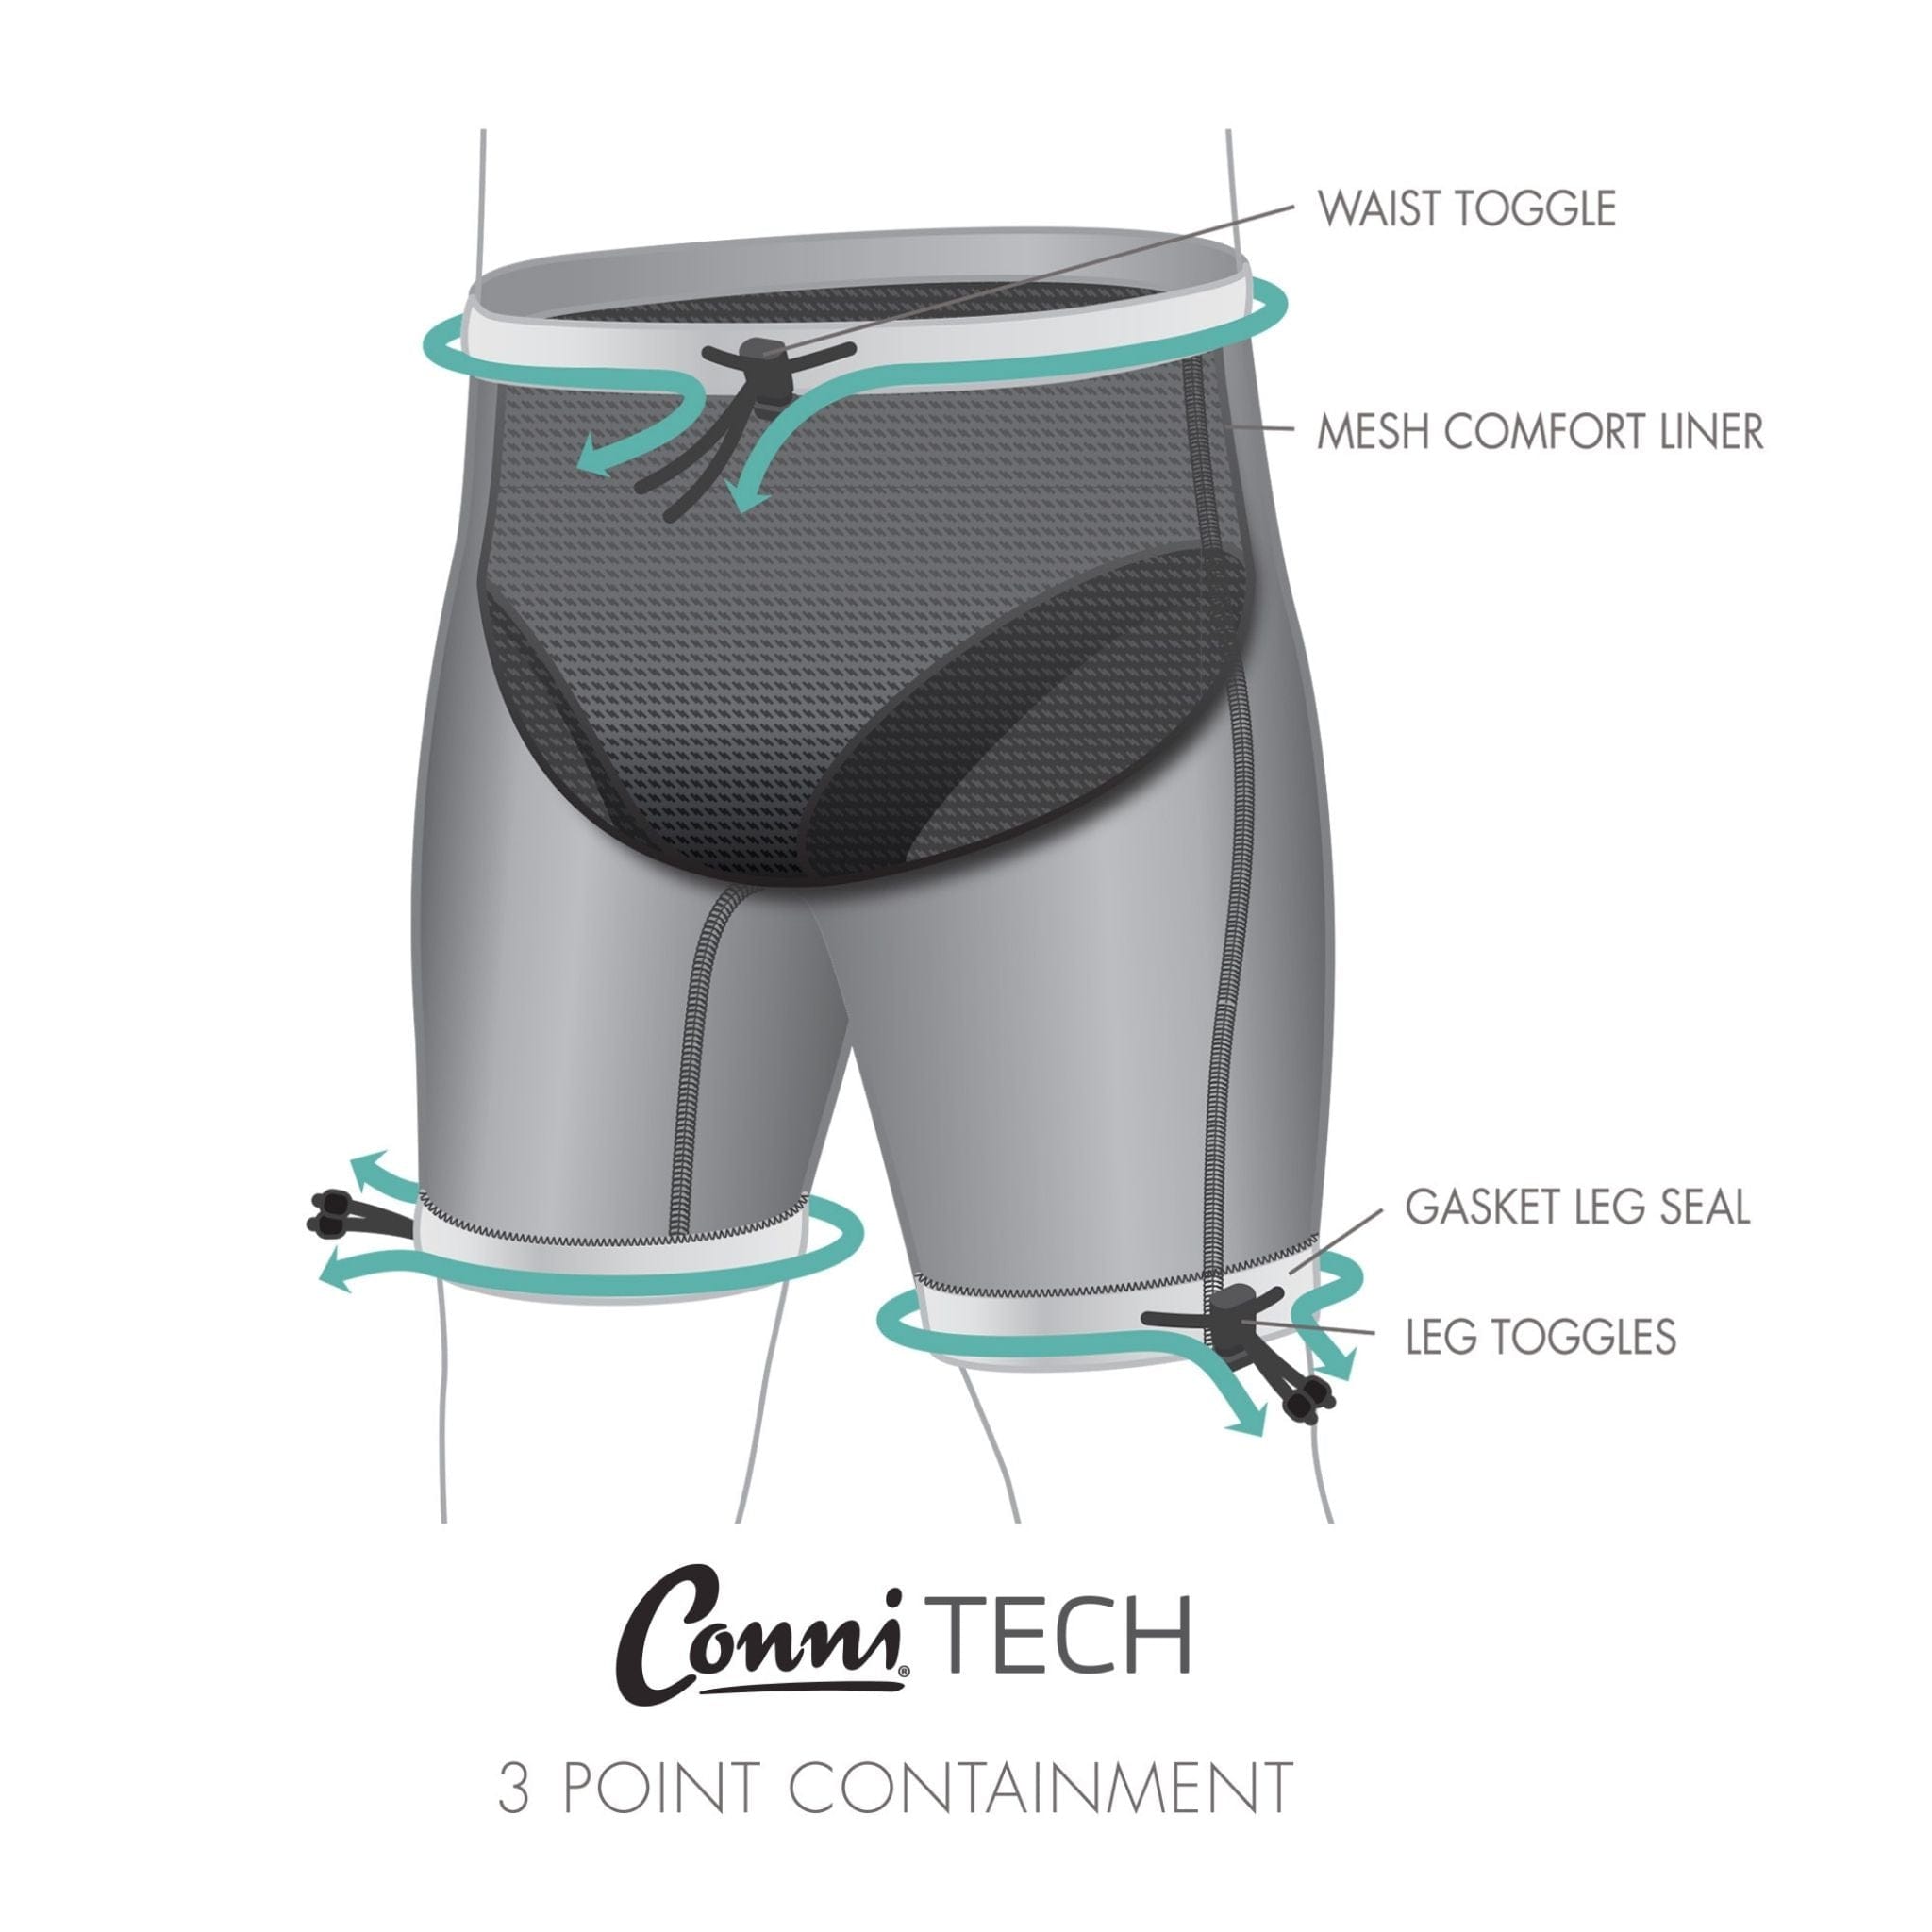 WAIST TOGGLE
MESH COMFORT LINER
GASKET LEG SEAL
LEG TOGGLES
Conni® TECH
3 POINT CONTAINMENT